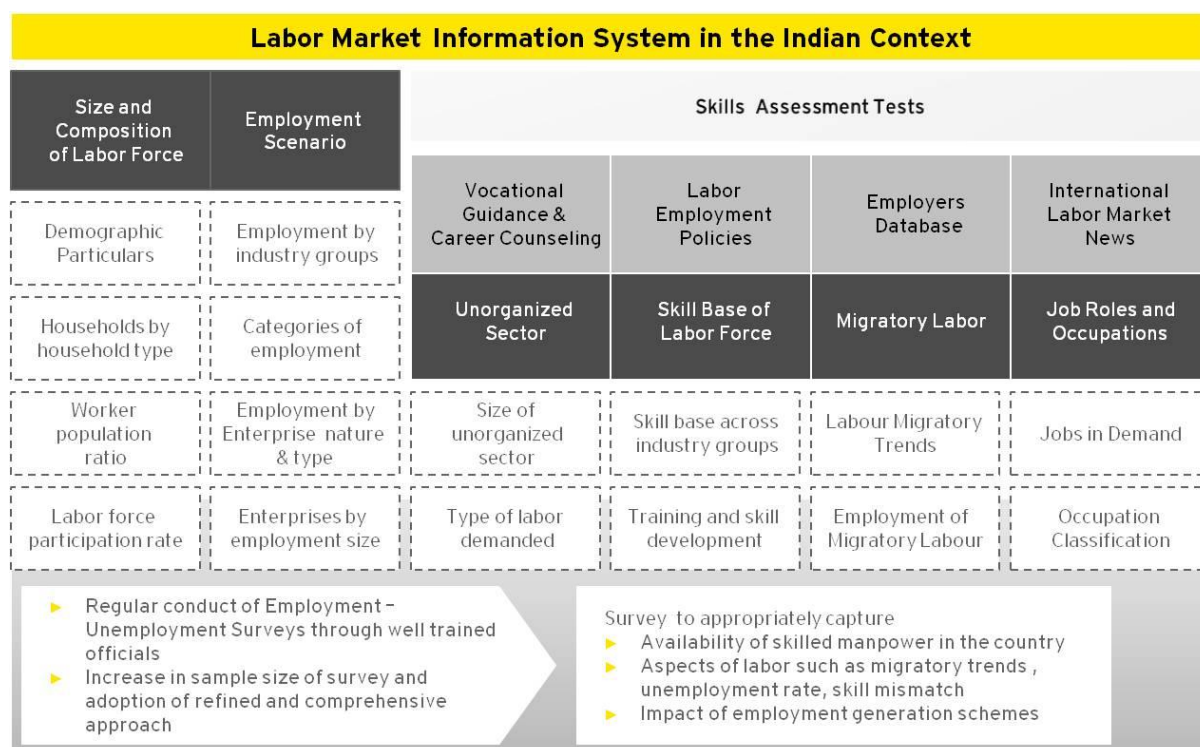 Labor Market Information System in the Indian Context
Size and
Composition
of Labor Force
Employment
Scenario
Skills Assessment Tests
Vocational
Guidance &
Career Counseling
Labor
Employment
Policies
Employers
Database
International
Labor Market
News
Demographic
Particulars
Employment by
industry groups
Unorganized
Sector
Skill Base of
Labor Force
Migratory Labor
Job Roles and
Occupations
Households by
household type
Categories of
employment
Worker
population
ratio
Employment by
Enterprise nature
& type
Size of
unorganized
sector
Skill base across
industry groups
Labour Migratory
Trends
Jobs in Demand
Labor force
participation rate
Enterprises by
employment size
Type of labor
demanded
Training and skill
development
Employment of
Migratory Labour
Occupation
Classification
► Regular conduct of Employment –
Unemployment Surveys through well trained
officials
► Increase in sample size of survey and
adoption of refined and comprehensive
approach
Survey to appropriately capture
► Availability of skilled manpower in the country
► Aspects of labor such as migratory trends ,
unemployment rate, skill mismatch
► Impact of employment generation schemes